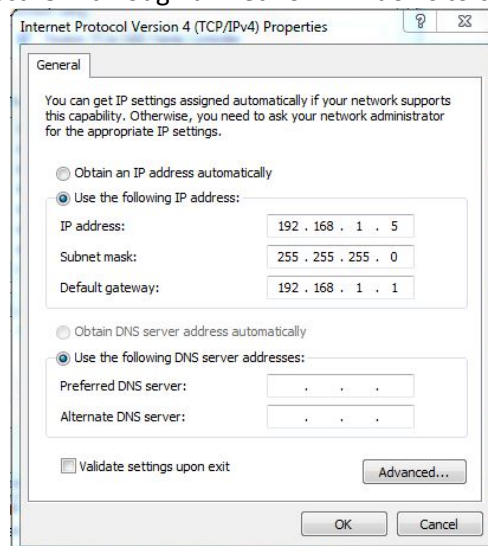 Internet Protocol Version 4 (TCP/IPv4) Properties
General
You can get IP settings assigned automatically if your network supports
this capability. Otherwise, you need to ask your network administrator
for the appropriate IP settings.
Obtain an IP address automatically
Use the following IP address:
IP address: 192 . 168 . 1 . 5
Subnet mask: 255 . 255 . 255 . 0
Default gateway: 192 . 168 . 1 . 1
Obtain DNS server address automatically
Use the following DNS server addresses:
Preferred DNS server: . . .
Alternate DNS server: . . .
Validate settings upon exit
Advanced...
OK Cancel